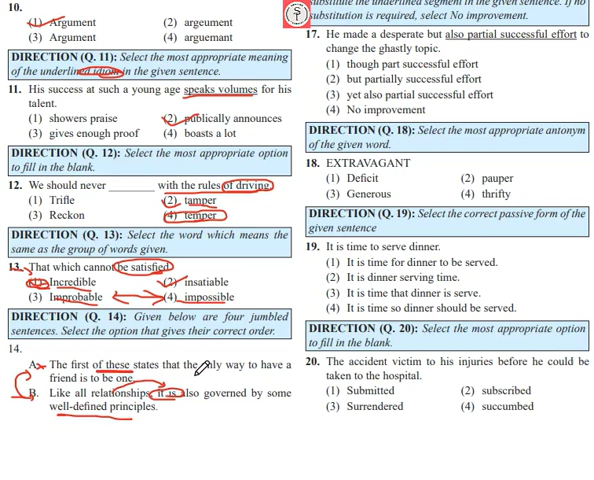 10.
(1) Argument (2) argeument
(3) Argument (4) arguemant
DIRECTION (Q. 11): Select the most appropriate meaning
of the underlined idiom in the given sentence.
11. His success at such a young age speaks volumes for his
talent.
(1) showers praise (2) publically announces
(3) gives enough proof (4) boasts a lot
DIRECTION (Q. 12): Select the most appropriate option
to fill in the blank.
12. We should never ________ with the rules of driving.
(1) Trifle (2) tamper
(3) Reckon (4) temper
DIRECTION (Q. 13): Select the word which means the
same as the group of words given.
13. That which cannot be satisfied
(1) Incredible (2) insatiable
(3) Improbable (4) impossible
DIRECTION (Q. 14): Given below are four jumbled
sentences. Select the option that gives their correct order.
14.
A. The first of these states that the only way to have a
friend is to be one.
B. Like all relationships, it is also governed by some
well-defined principles.
substitute the underlined segment in the given sentence. If no
substitution is required, select No improvement.
17. He made a desperate but also partial successful effort to
change the ghastly topic.
(1) though part successful effort
(2) but partially successful effort
(3) yet also partial successful effort
(4) No improvement
DIRECTION (Q. 18): Select the most appropriate antonym
of the given word.
18. EXTRAVAGANT
(1) Deficit (2) pauper
(3) Generous (4) thrifty
DIRECTION (Q. 19): Select the correct passive form of the
given sentence
19. It is time to serve dinner.
(1) It is time for dinner to be served.
(2) It is dinner serving time.
(3) It is time that dinner is serve.
(4) It is time so dinner should be served.
DIRECTION (Q. 20): Select the most appropriate option
to fill in the blank.
20. The accident victim to his injuries before he could be
taken to the hospital.
(1) Submitted (2) subscribed
(3) Surrendered (4) succumbed